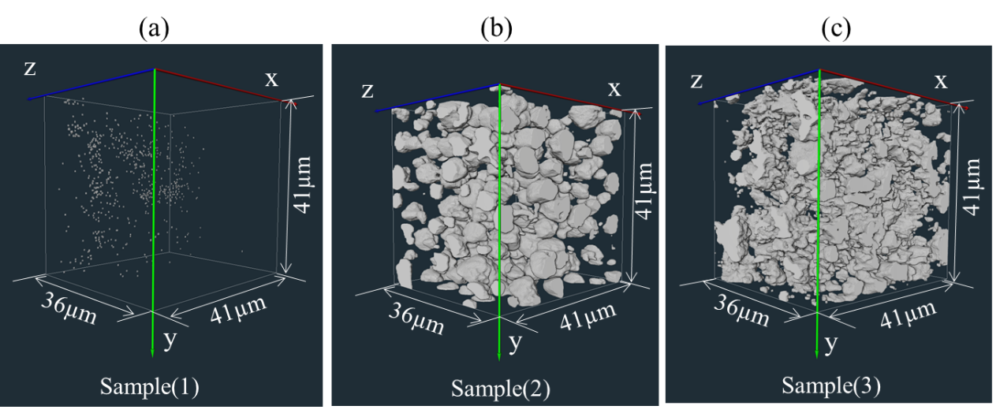 (a)
z
x
41μm
36μm
41μm
y
Sample(1)
(b)
z
x
41μm
36μm
41μm
y
Sample(2)
(c)
z
x
41μm
36μm
41μm
y
Sample(3)